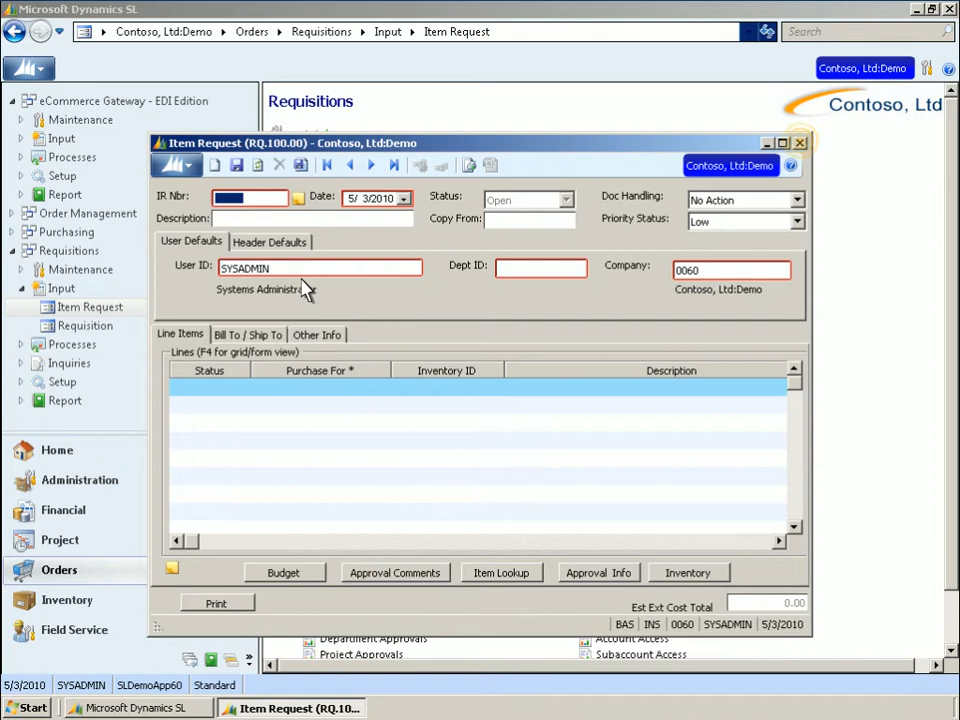 Microsoft Dynamics SL
Contoso, Ltd:Demo
Orders
Requisitions
Input
Item Request
Search
Contoso, Ltd:Demo
eCommerce Gateway - EDI Edition
Maintenance
Input
Processes
Setup
Report
Order Management
Purchasing
Requisitions
Maintenance
Input
Item Request
Requisition
Processes
Inquiries
Setup
Report
Home
Administration
Financial
Project
Orders
Inventory
Field Service
Requisitions
Contoso, Ltd
Item Request (RQ.100.00) - Contoso, Ltd:Demo
Contoso, Ltd:Demo
IR Nbr:
Date: 5/ 3/2010
Status: Open
Doc Handling: No Action
Description:
Copy From:
Priority Status: Low
User Defaults
Header Defaults
User ID: SYSADMIN
Dept ID:
Company: 0060
Contoso, Ltd:Demo
Line Items
Bill To / Ship To
Other Info
Lines (F4 for grid/form view)
Status
Purchase For *
Inventory ID
Description
Budget
Approval Comments
Item Lookup
Approval Info
Inventory
Print
Est Ext Cost Total 0.00
BAS INS 0060 SYSADMIN 5/3/2010
Project Approvals
Subaccount Access
5/3/2010
SYSADMIN
SLDemoApp60
Standard
Start
Microsoft Dynamics SL
Item Request (RQ.10...